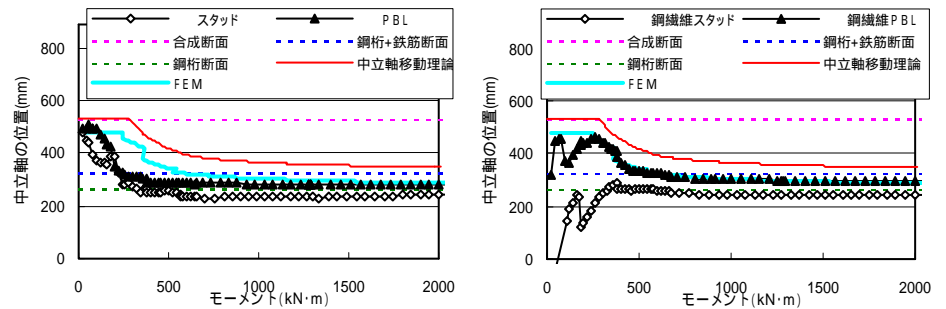 スタッド PBL
合成断面 鋼桁+鉄筋断面
鋼桁断面 中立軸移動理論
FEM
中立軸の位置(mm)
800
600
400
200
0
0 500 1000 1500 2000
モーメント(kN·m)
鋼繊維スタッド 鋼繊維PBL
合成断面 鋼桁+鉄筋断面
鋼桁断面 中立軸移動理論
FEM
中立軸の位置(mm)
800
600
400
200
0
0 500 1000 1500 2000
モーメント(kN·m)